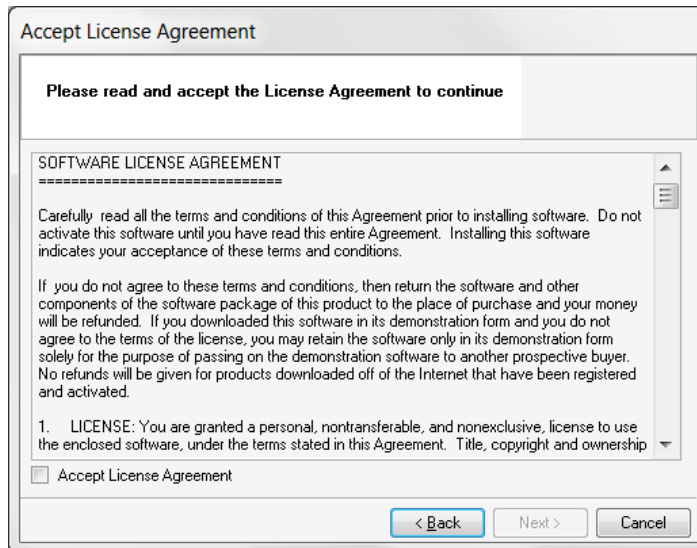 Accept License Agreement
Please read and accept the License Agreement to continue
SOFTWARE LICENSE AGREEMENT
==============================
Carefully  read all the terms and conditions of this Agreement prior to installing software.  Do not
activate this software until you have read this entire Agreement.  Installing this software
indicates your acceptance of these terms and conditions.
If  you do not agree to these terms and conditions, then return the software and other
components of the software package of this product to the place of purchase and your money
will be refunded.  If you downloaded this software in its demonstration form and you do not
agree to the terms of the license, you may retain the software only in its demonstration form
solely for the purpose of passing on the demonstration software to another prospective buyer.
No refunds will be given for products downloaded off of the Internet that have been registered
and activated.
1.    LICENSE: You are granted a personal, nontransferable, and nonexclusive, license to use
the enclosed software, under the terms stated in this Agreement.  Title, copyright and ownership
Accept License Agreement
< Back
Next >
Cancel